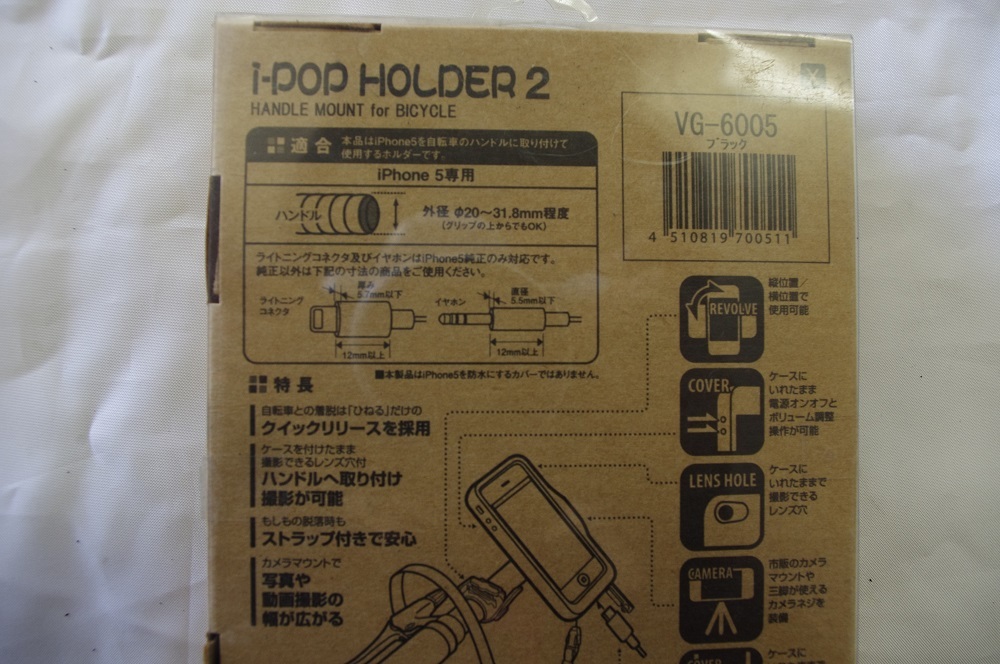 i-POP HOLDER 2
HANDLE MOUNT for BICYCLE
VG-6005
ブラック
4 510819 700511
適合
本品はiPhone5を自転車のハンドルに取り付けて
使用するホルダーです。
iPhone 5専用
ハンドル
外径 φ20〜31.8mm程度
(グリップの上からでもOK)
ライトニングコネクタ及びイヤホンはiPhone5純正のみ対応です。
純正以外は下記の寸法の商品をご使用ください。
ライトニング
コネクタ
厚み
5.7mm以下
12mm以上
イヤホン
直径
5.5mm以下
12mm以上
■本製品はiPhone5を防水にするカバーではありません。
特長
自転車との着脱は「ひねる」だけの
クイックリリースを採用
ケースを付けたまま
撮影できるレンズ穴付
ハンドルへ取り付け
撮影が可能
もしもの脱落時も
ストラップ付きで安心
カメラマウントで
写真や
動画撮影の
幅が広がる
REVOLVE
縦位置/
横位置で
使用可能
COVER
ケースに
いれたまま
電源オンオフと
ボリューム調整
操作が可能
LENS HOLE
ケースに
いれたままで
撮影できる
レンズ穴
CAMERA
市販のカメラ
マウントや
三脚が使える
カメラネジを
装備
COVER
ケースに